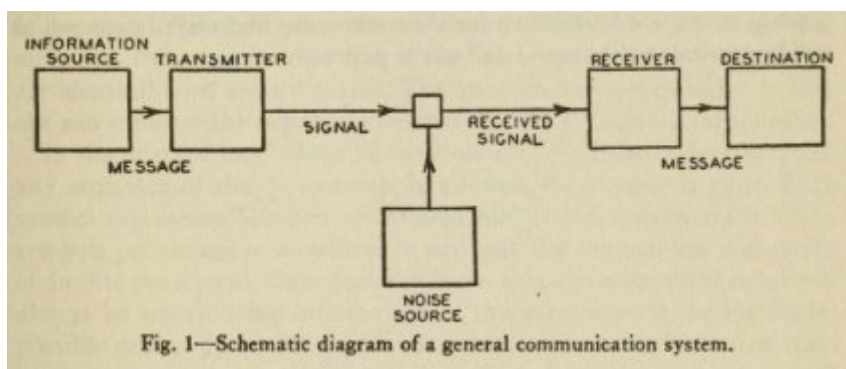 INFORMATION
SOURCE
TRANSMITTER
RECEIVER
DESTINATION
SIGNAL
RECEIVED
SIGNAL
MESSAGE
MESSAGE
NOISE
SOURCE
Fig. 1—Schematic diagram of a general communication system.